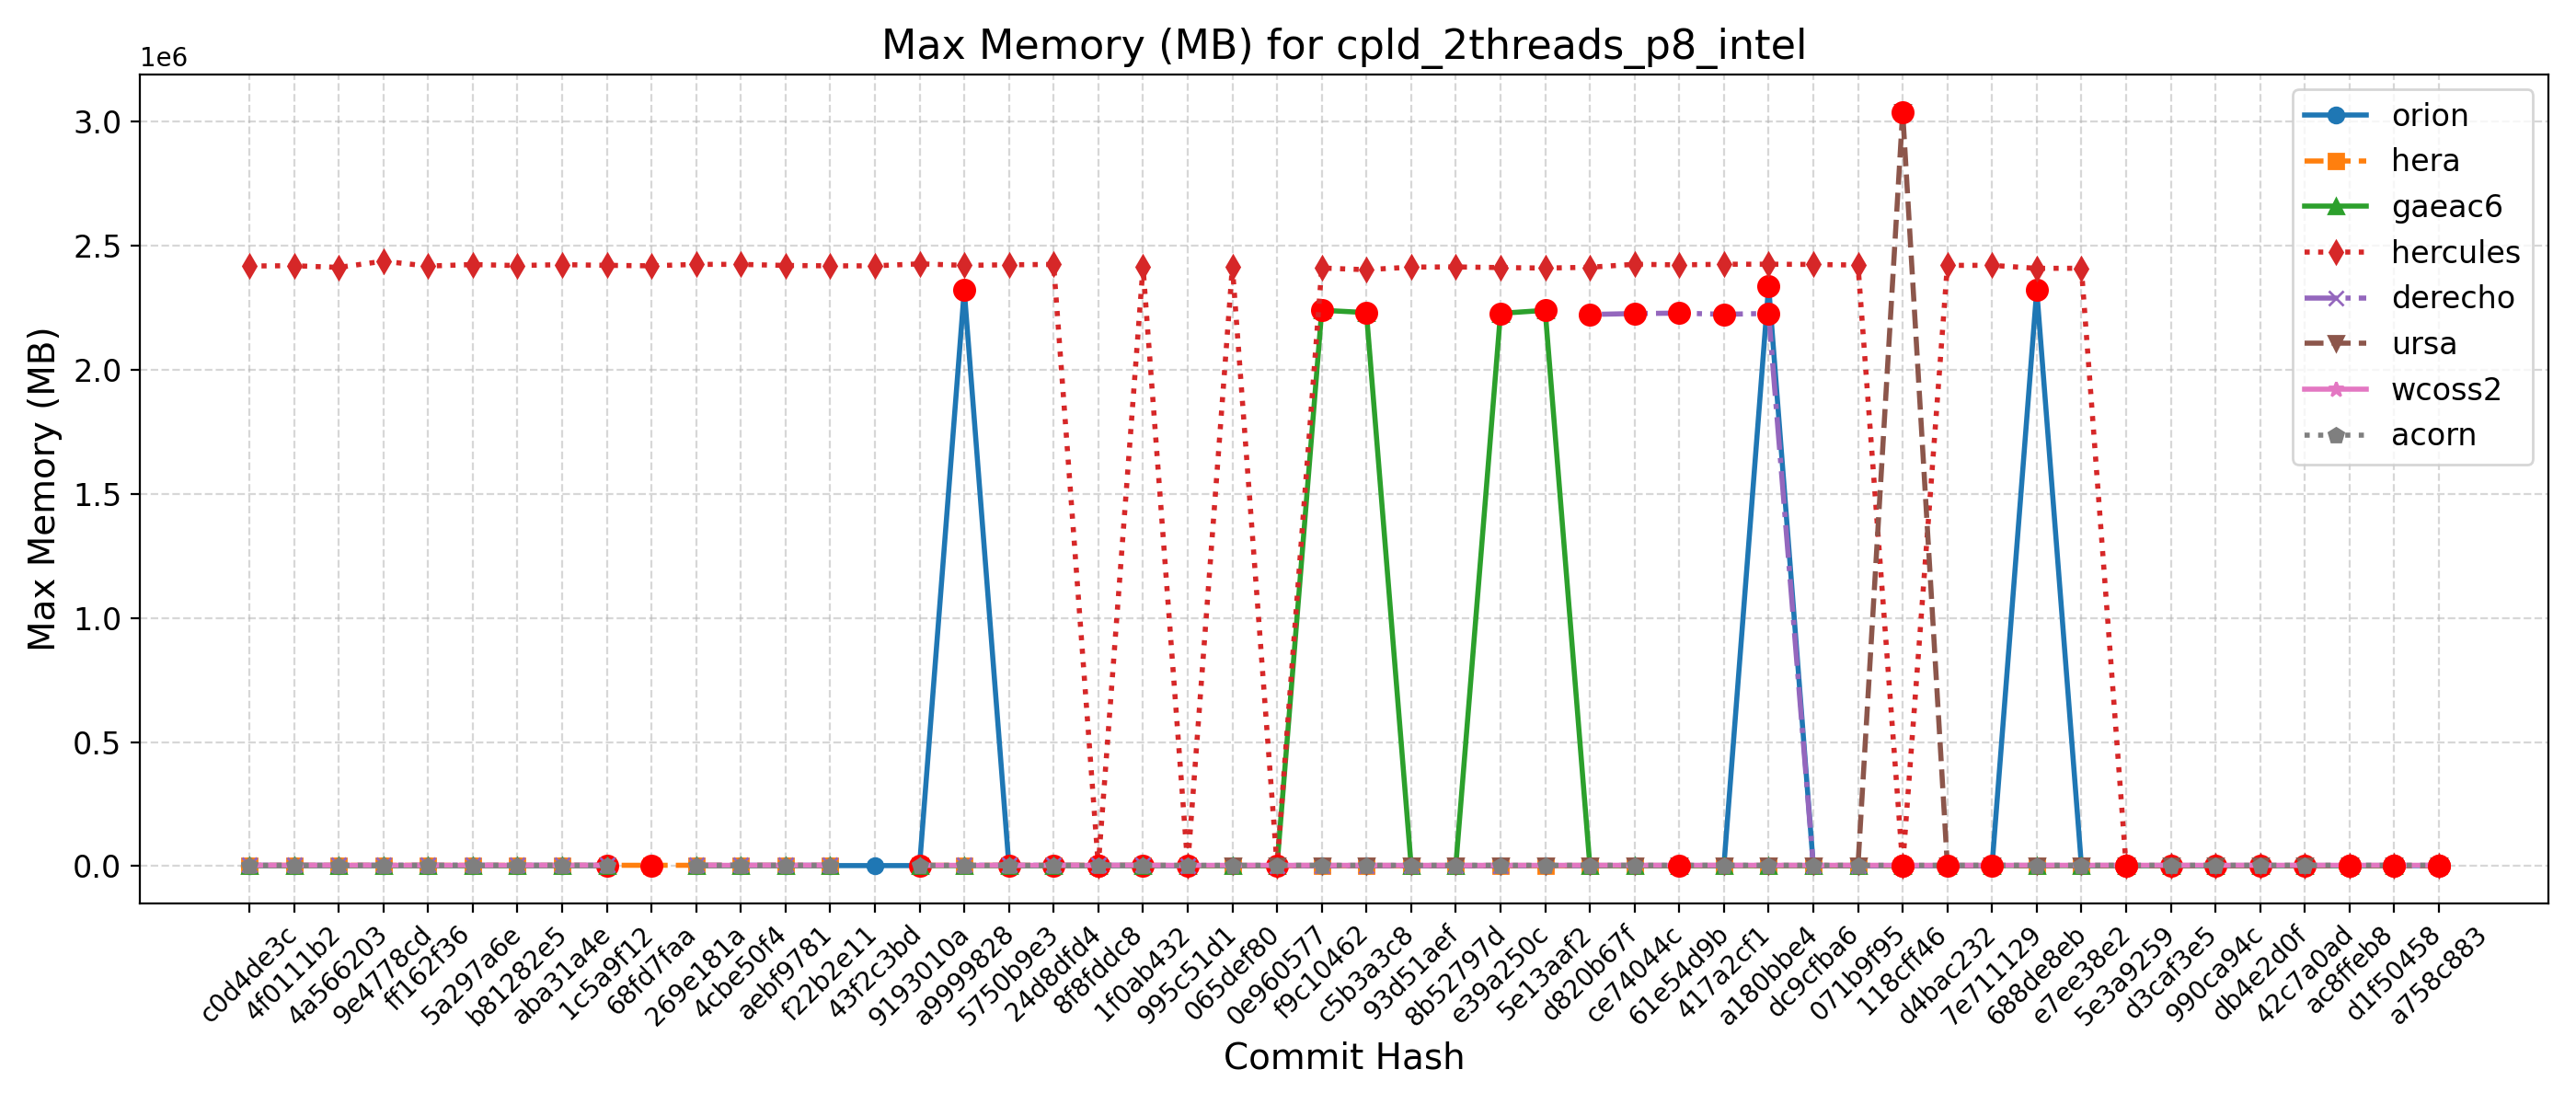 Max Memory (MB) for cpld_2threads_p8_intel
1e6
3.0
2.5
2.0
1.5
1.0
0.5
0.0
Max Memory (MB)
orion
hera
gaeac6
hercules
derecho
ursa
wcoss2
acorn
c0d4de3c
4f0111b2
4a566203
9e4778cd
ff162f36
5a297a6e
b81282e5
aba31a4e
1c5a9f12
68fd7faa
269e181a
4cbe50f4
aebf9781
f22b2e11
43f2c3bd
9193010a
a9999828
5750b9e3
24d8dfd4
8f8fddc8
1f0ab432
995c51d1
065def80
0e960577
f9c10462
c5b3a3c8
93d51aef
8b52797d
e39a250c
5e13aaf2
d820b67f
ce74044c
61e54d9b
417a2cf1
a180bbe4
dc9cfba6
071b9f95
118cff46
d4bac232
7e711129
688de8eb
e7ee38e2
5e3a9259
d3caf3e5
990ca94c
db4e2d0f
42c7a0ad
ac8ffeb8
d1f50458
a758c883
Commit Hash